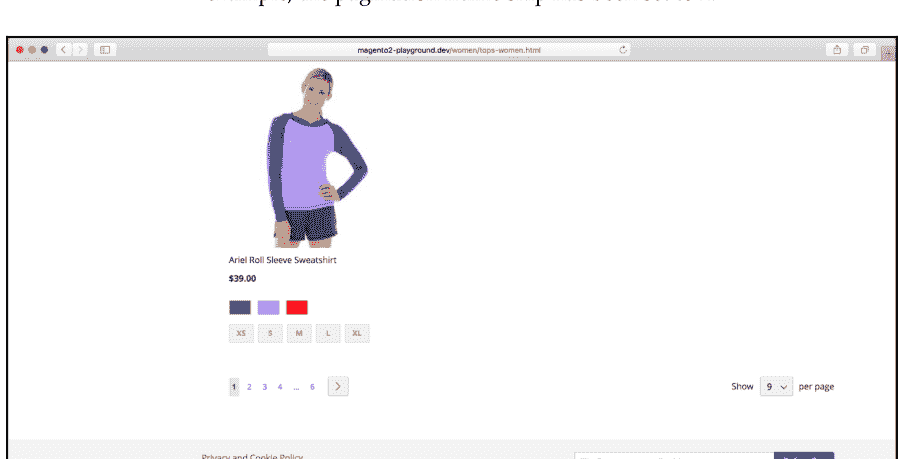 magento2-playground.dev/women/tops-women.html
Ariel Roll Sleeve Sweatshirt
$39.00
XS S M L XL
1 2 3 4 ... 6 > Show 9 per page
Privacy and Cookie Policy